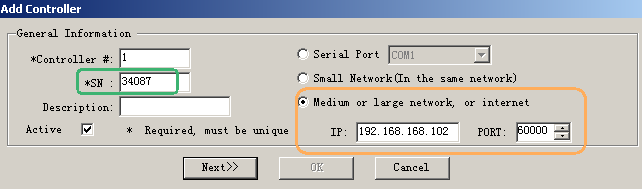 Add Controller
General Information
*Controller #: 1
*SN : 34087
Description:
Active
* Required, must be unique
Serial Port COM1
Small Network(In the same network)
Medium or large network, or internet
IP: 192.168.168.102 PORT: 60000
Next>> OK Cancel